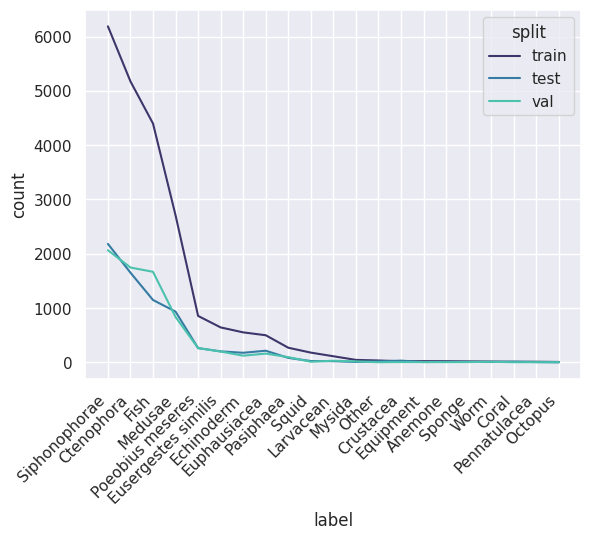 split
train
test
val
6000
5000
4000
3000
2000
1000
0
count
Siphonophorae
Ctenophora
Fish
Medusae
Poeobius meseres
Eusergestes similis
Echinoderm
Euphausiacea
Pasiphaea
Squid
Larvacean
Mysida
Other
Crustacea
Equipment
Anemone
Sponge
Worm
Coral
Pennatulacea
Octopus
label